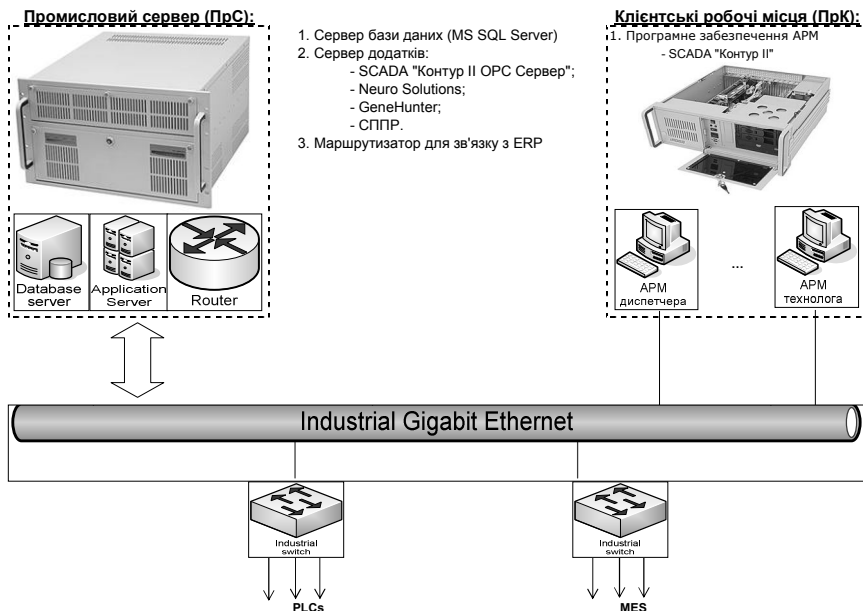 Промисловий сервер (ПрС):
1. Сервер бази даних (MS SQL Server)
2. Сервер додатків:
- SCADA "Контур II ОРС Сервер";
- Neuro Solutions;
- GeneHunter;
- СППР.
3. Маршрутизатор для зв'язку з ERP
Клієнтські робочі місця (ПрК):
1. Програмне забезпечення АРМ
- SCADA "Контур II"
Database
server
Application
Server
Router
АРМ
диспетчера
...
АРМ
технолога
Industrial Gigabit Ethernet
Industrial
switch
Industrial
switch
PLCs
MES